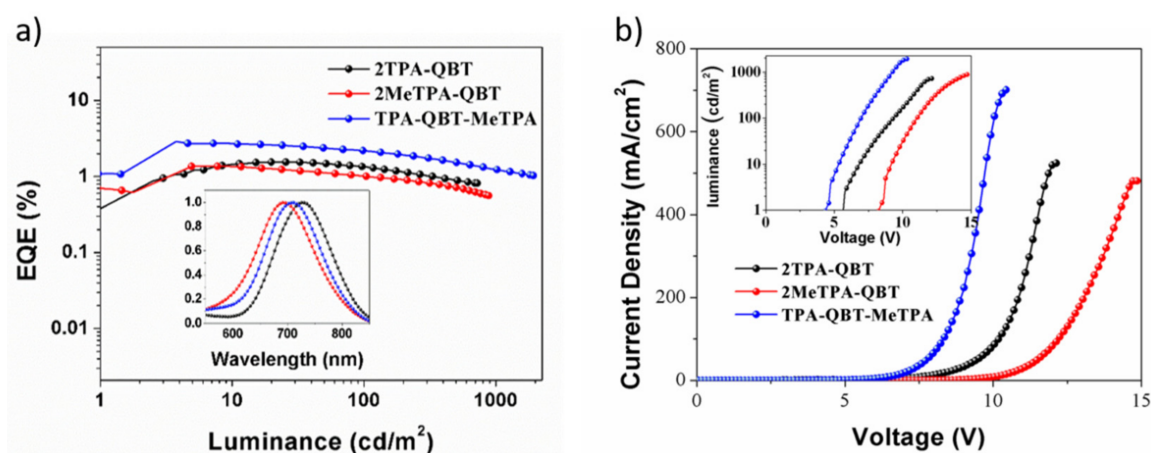 a)
EQE (%)
10
1
0.1
0.01
2TPA-QBT
2MeTPA-QBT
TPA-QBT-MeTPA
1.0
0.8
0.6
0.4
0.2
0.0
600 700 800
Wavelength (nm)
1 10 100 1000
Luminance (cd/m²)
b)
Current Density (mA/cm²)
800
600
400
200
0
luminance (cd/m²)
1000
100
10
1
0 5 10 15
Voltage (V)
2TPA-QBT
2MeTPA-QBT
TPA-QBT-MeTPA
0 5 10 15
Voltage (V)